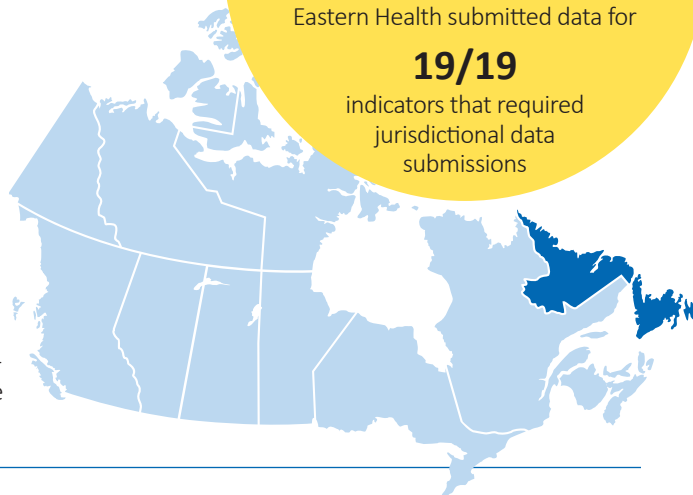 Eastern Health submitted data for
19/19
indicators that required
jurisdictional data
submissions